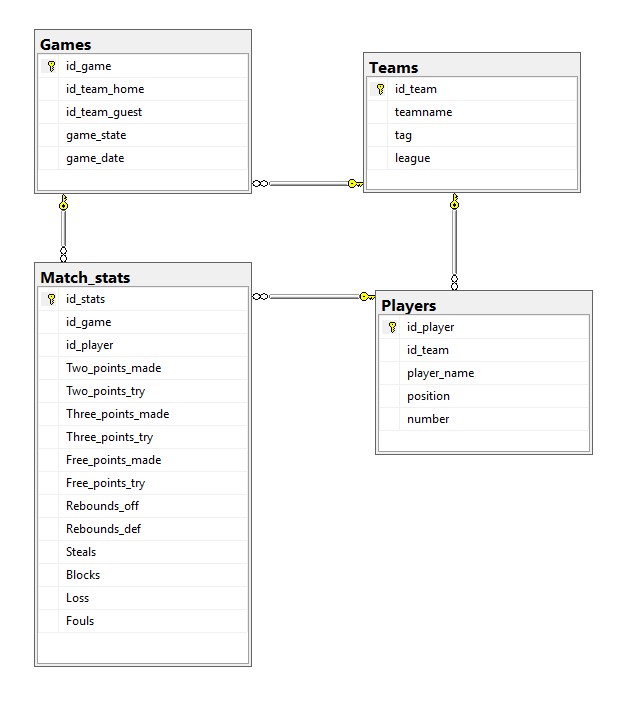 Games
id_game
id_team_home
id_team_guest
game_state
game_date
Teams
id_team
teamname
tag
league
Match_stats
id_stats
id_game
id_player
Two_points_made
Two_points_try
Three_points_made
Three_points_try
Free_points_made
Free_points_try
Rebounds_off
Rebounds_def
Steals
Blocks
Loss
Fouls
Players
id_player
id_team
player_name
position
number